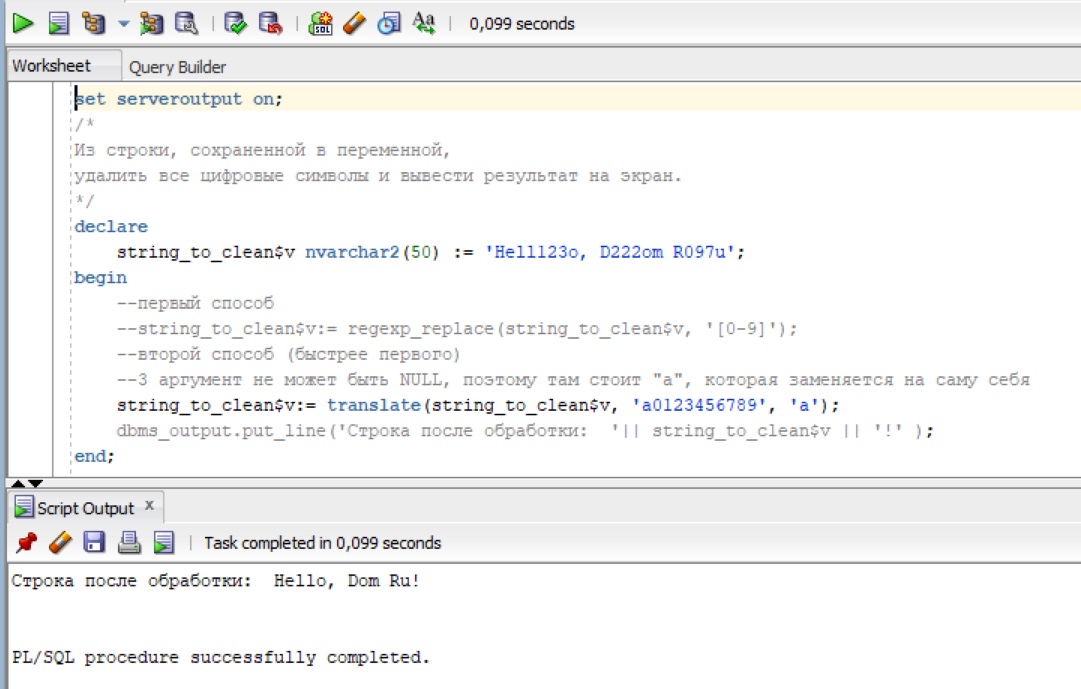 0,099 seconds
Worksheet Query Builder
set serveroutput on;
/*
Из строки, сохраненной в переменной,
удалить все цифровые символы и вывести результат на экран.
*/
declare
string_to_clean$v nvarchar2(50) := 'Hell123o, D222om R097u';
begin
--первый способ
--string_to_clean$v:= regexp_replace(string_to_clean$v, '[0-9]');
--второй способ (быстрее первого)
--3 аргумент не может быть NULL, поэтому там стоит "a", которая заменяется на саму себя
string_to_clean$v:= translate(string_to_clean$v, 'a0123456789', 'a');
dbms_output.put_line('Строка после обработки:  '|| string_to_clean$v || '!' );
end;
Script Output x
Task completed in 0,099 seconds
Строка после обработки:  Hello, Dom Ru!
PL/SQL procedure successfully completed.